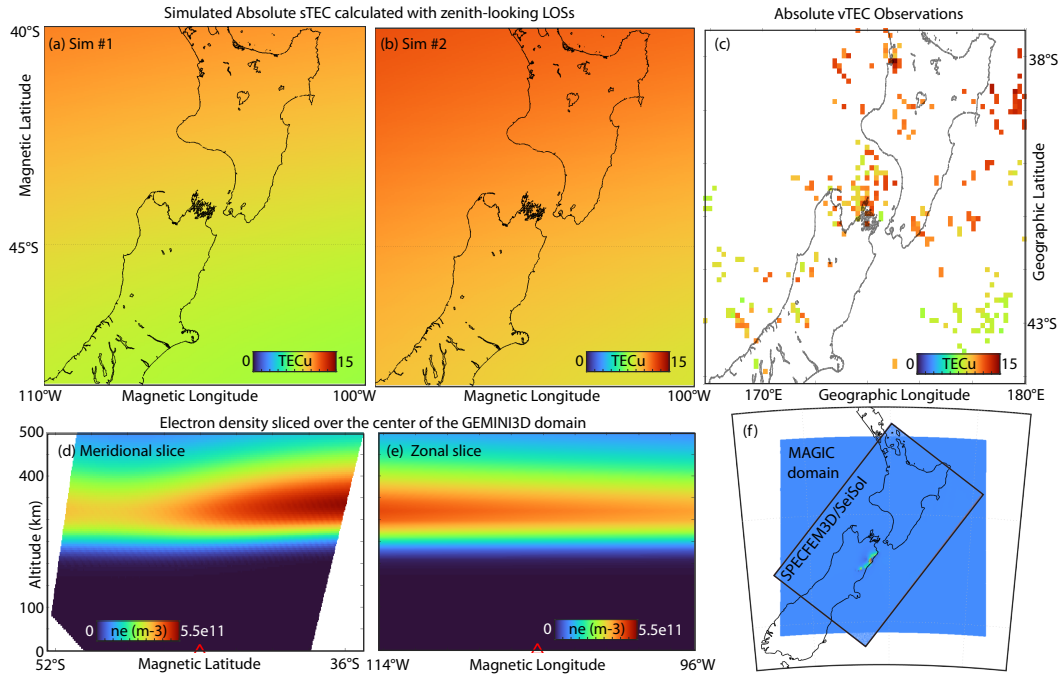 Simulated Absolute sTEC calculated with zenith-looking LOSs
Absolute vTEC Observations
40°S
(a) Sim #1
(b) Sim #2
(c)
38°S
Magnetic Latitude
45°S
Geographic Latitude
43°S
0 TECu 15
0 TECu 15
0 TECu 15
110°W
Magnetic Longitude
100°W
Magnetic Longitude
100°W
170°E
Geographic Longitude
180°E
Electron density sliced over the center of the GEMINI3D domain
500
(d) Meridional slice
(e) Zonal slice
(f)
400
MAGIC
domain
300
Altitude (km)
200
SPECFEM3D/SeiSol
100
0 ne (m-3) 5.5e11
0 ne (m-3) 5.5e11
0
52°S
Magnetic Latitude
36°S
114°W
Magnetic Longitude
96°W